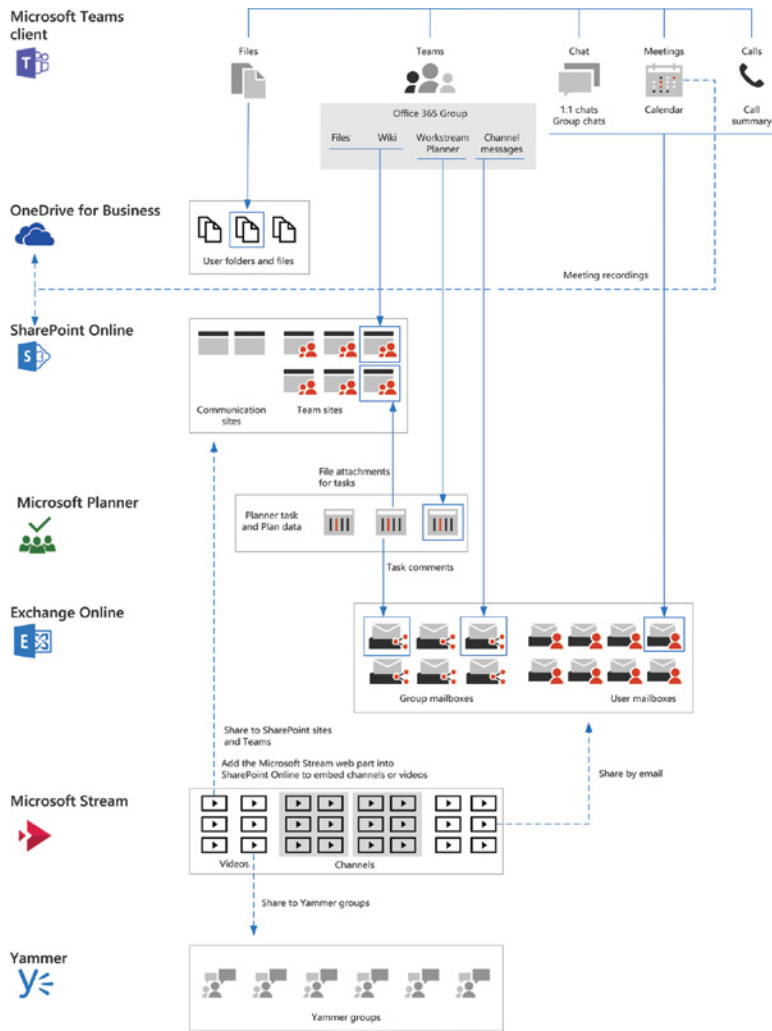 Microsoft Teams
client
T
Files
Teams
Chat
Meetings
Calls
Office 365 Group
1:1 chats
Group chats
Calendar
Call
summary
Files
Wiki
Workstream
Planner
Channel
messages
OneDrive for Business
User folders and files
Meeting recordings
SharePoint Online
S
Communication
sites
Team sites
File attachments
for tasks
Microsoft Planner
Planner task
and Plan data
Task comments
Exchange Online
E
Group mailboxes
User mailboxes
Share to SharePoint sites
and Teams
Add the Microsoft Stream web part into
SharePoint Online to embed channels or videos
Share by email
Microsoft Stream
Videos
Channels
Share to Yammer groups
Yammer
y
Yammer groups